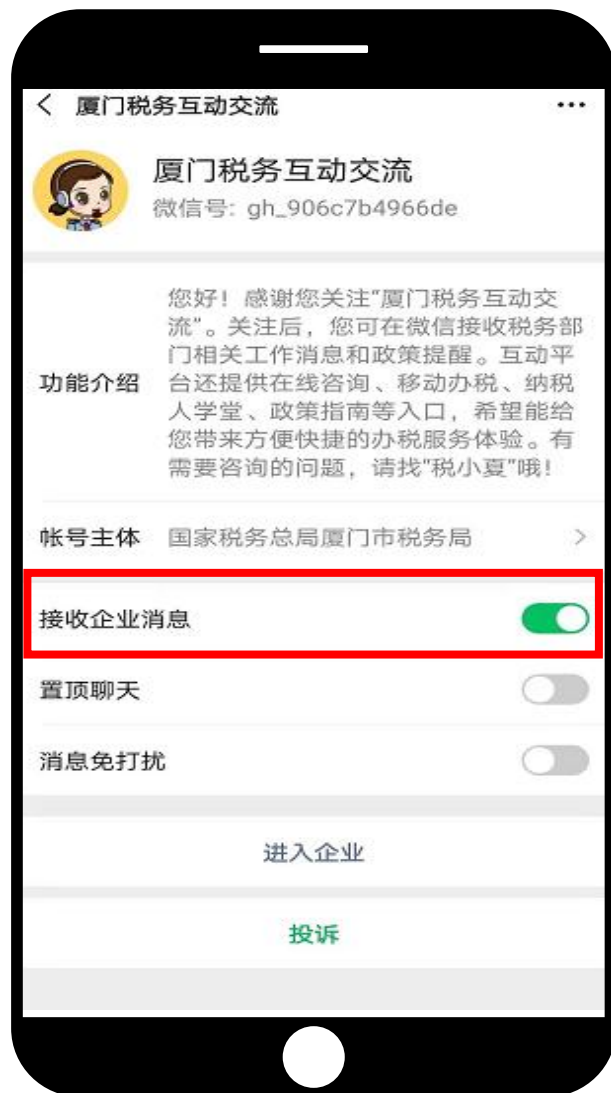 厦门税务互动交流
厦门税务互动交流
微信号: gh_906c7b4966de
您好！感谢您关注“厦门税务互动交
流”。关注后，您可在微信接收税务部
门相关工作消息和政策提醒。互动平
功能介绍 台还提供在线咨询、移动办税、纳税
人学堂、政策指南等入口，希望能给
您带来方便快捷的办税服务体验。有
需要咨询的问题，请找“税小夏”哦！
帐号主体 国家税务总局厦门市税务局
接收企业消息
置顶聊天
消息免打扰
进入企业
投诉